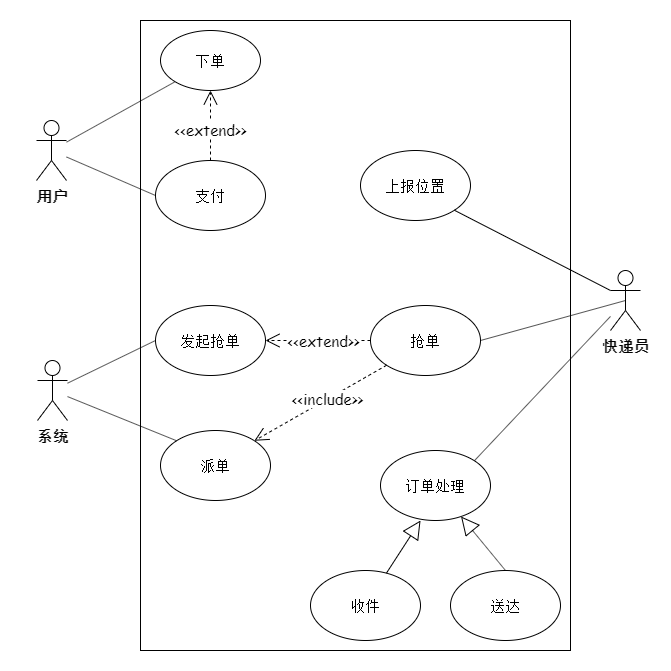 下单
<<extend>>
用户
支付
上报位置
发起抢单
<<extend>>
抢单
快递员
系统
<<include>>
派单
订单处理
收件
送达